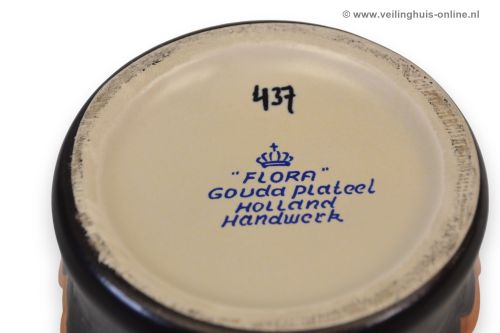 © www.veilinghuis-online.nl
437
"FLORA"
Gouda plateel
Holland
Handwerk